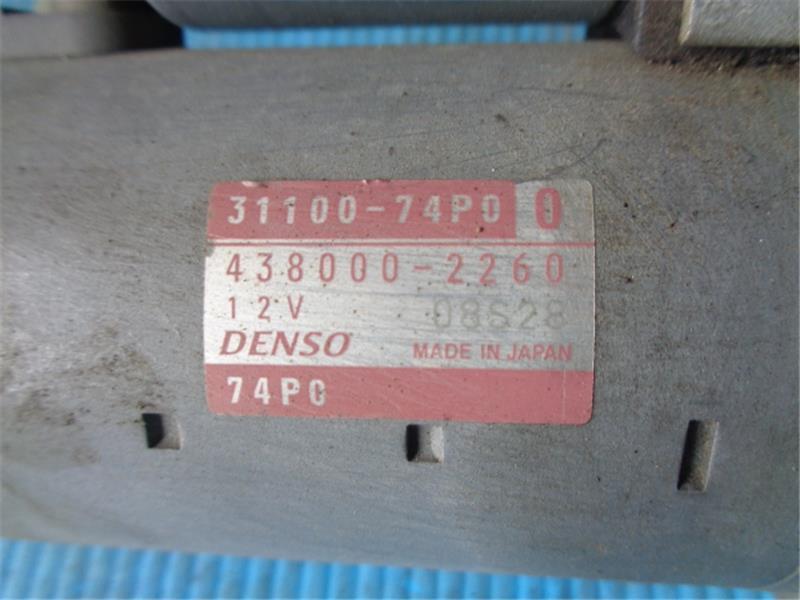 31100-74P0 0
438000-2260
12V 08S28
DENSO MADE IN JAPAN
74P0